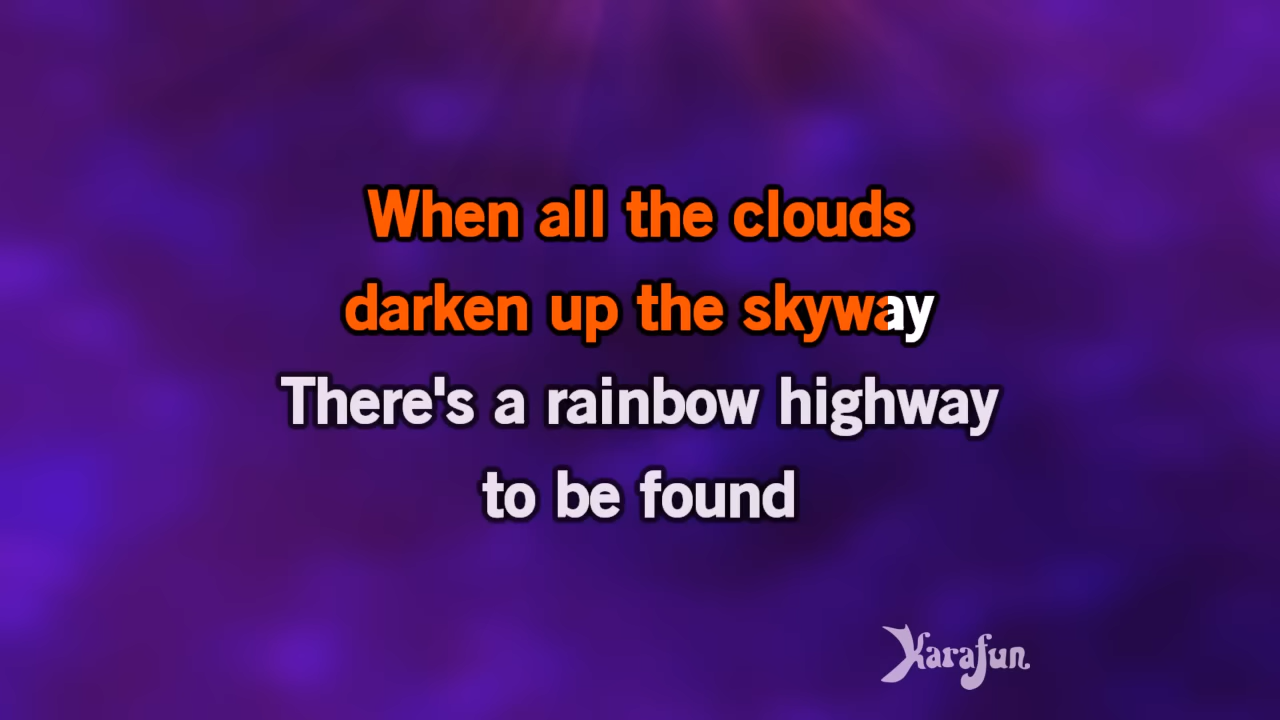 When all the clouds
darken up the skyway
There's a rainbow highway
to be found
Karafun